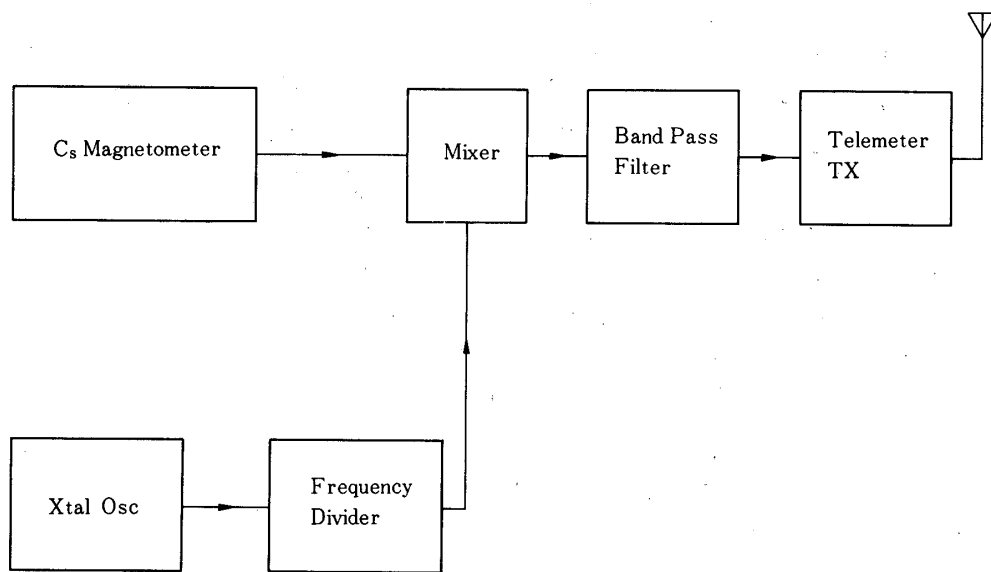 Cs Magnetometer
Mixer
Band Pass
Filter
Telemeter
TX
Xtal Osc
Frequency
Divider